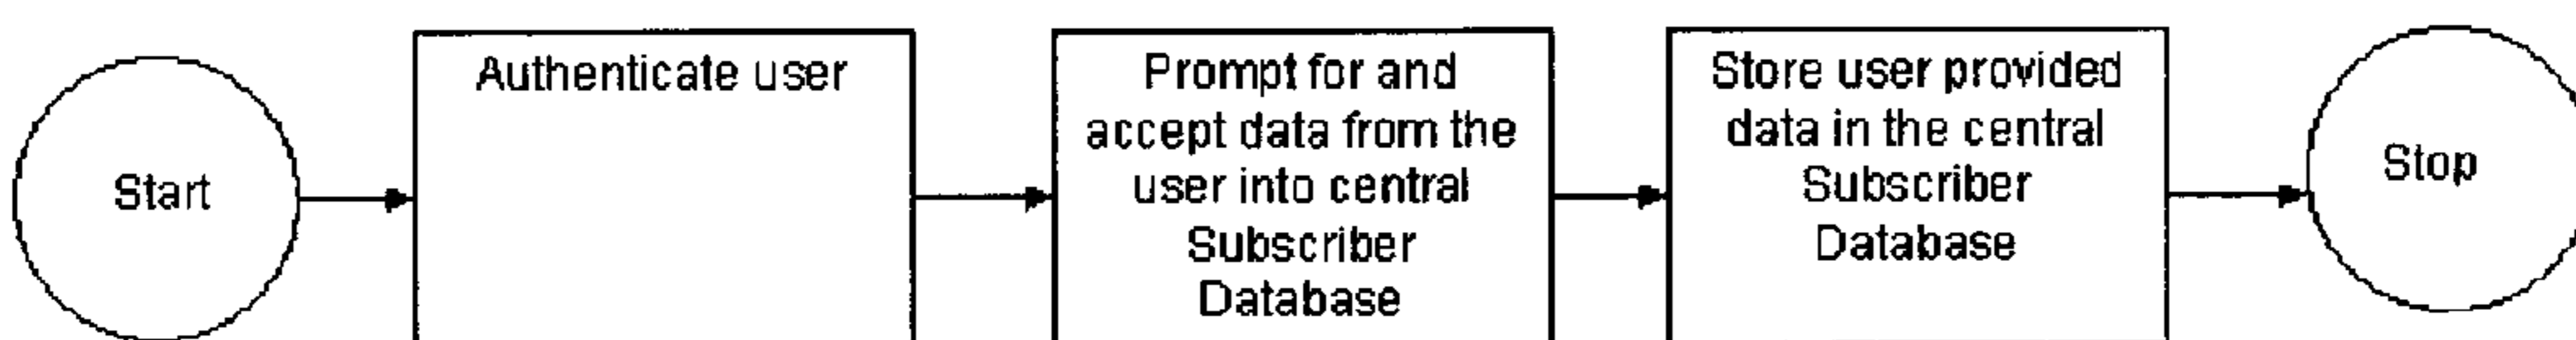 Start
Authenticate user
Prompt for and
accept data from the
user into central
Subscriber
Database
Store user provided
data in the central
Subscriber
Database
Stop